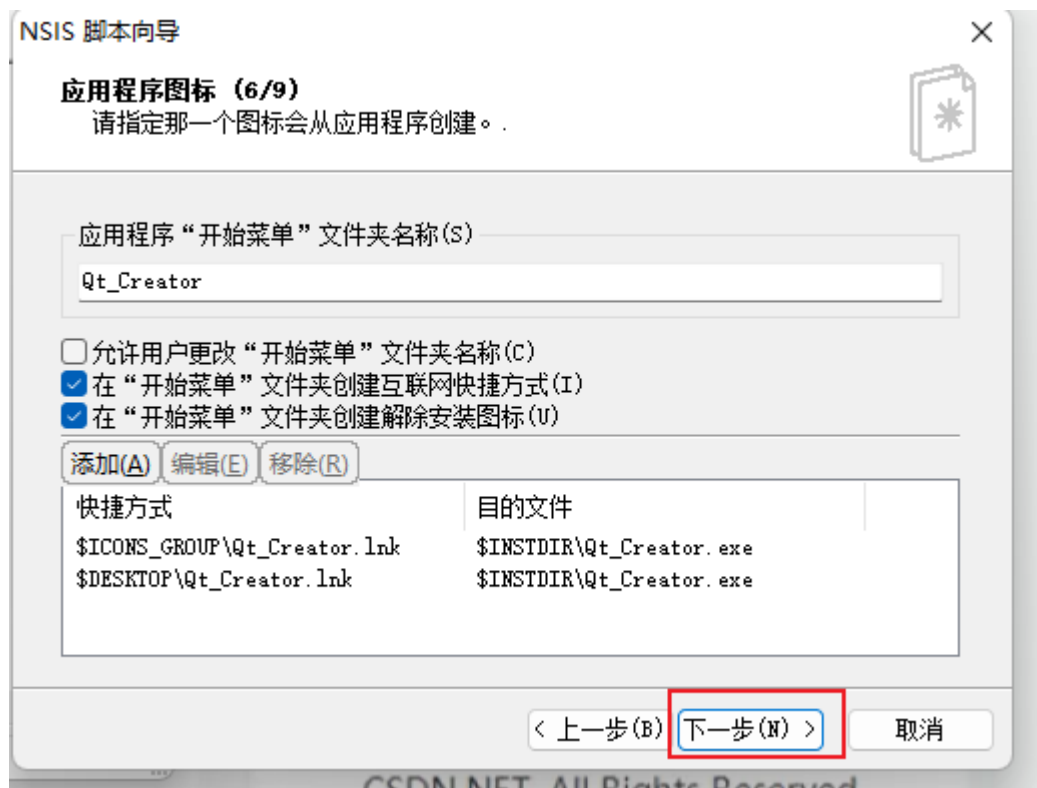 NSIS 脚本向导
应用程序图标 (6/9)
请指定那一个图标会从应用程序创建。.
应用程序“开始菜单”文件夹名称(S)
Qt_Creator
允许用户更改“开始菜单”文件夹名称(C)
在“开始菜单”文件夹创建互联网快捷方式(I)
在“开始菜单”文件夹创建解除安装图标(U)
添加(A) 编辑(E) 移除(R)
快捷方式 目的文件
$ICONS_GROUP\Qt_Creator.lnk $INSTDIR\Qt_Creator.exe
$DESKTOP\Qt_Creator.lnk $INSTDIR\Qt_Creator.exe
< 上一步(B) 下一步(N) > 取消
CSDN.NET. All Rights Reserved